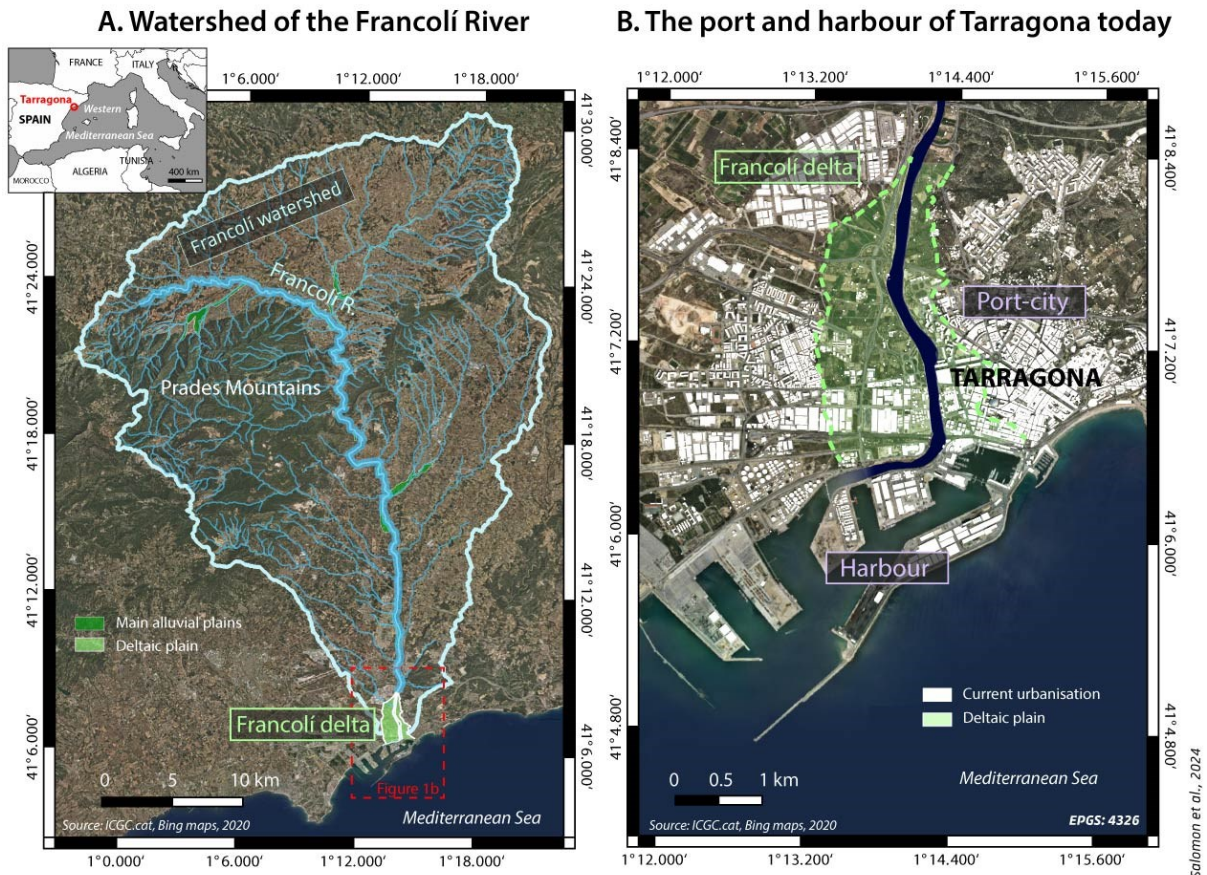 A. Watershed of the Francolí River
FRANCE
ITALY
Tarragona
SPAIN
Western
Mediterranean Sea
ALGERIA
TUNISIA
MOROCCO
400 km
1°6.000′
1°12.000′
1°18.000′
41°30.000′
41°24.000′
41°24.000′
41°18.000′
41°18.000′
41°12.000′
41°12.000′
41°6.000′
41°6.000′
Francolí watershed
Francolí R.
Prades Mountains
Main alluvial plains
Deltaic plain
Francolí delta
Figure 1b
0 5 10 km
Mediterranean Sea
Source: ICGC.cat, Bing maps, 2020
1°0.000′
1°6.000′
1°12.000′
1°18.000′
B. The port and harbour of Tarragona today
1°12.000′
1°13.200′
1°14.400′
1°15.600′
41°8.400′
41°8.400′
41°7.200′
41°7.200′
41°6.000′
41°6.000′
41°4.800′
41°4.800′
Francolí delta
Port-city
TARRAGONA
Harbour
Current urbanisation
Deltaic plain
0 0.5 1 km
Mediterranean Sea
Source: ICGC.cat, Bing maps, 2020
EPGS: 4326
1°12.000′
1°13.200′
1°14.400′
1°15.600′
Salomon et al., 2024